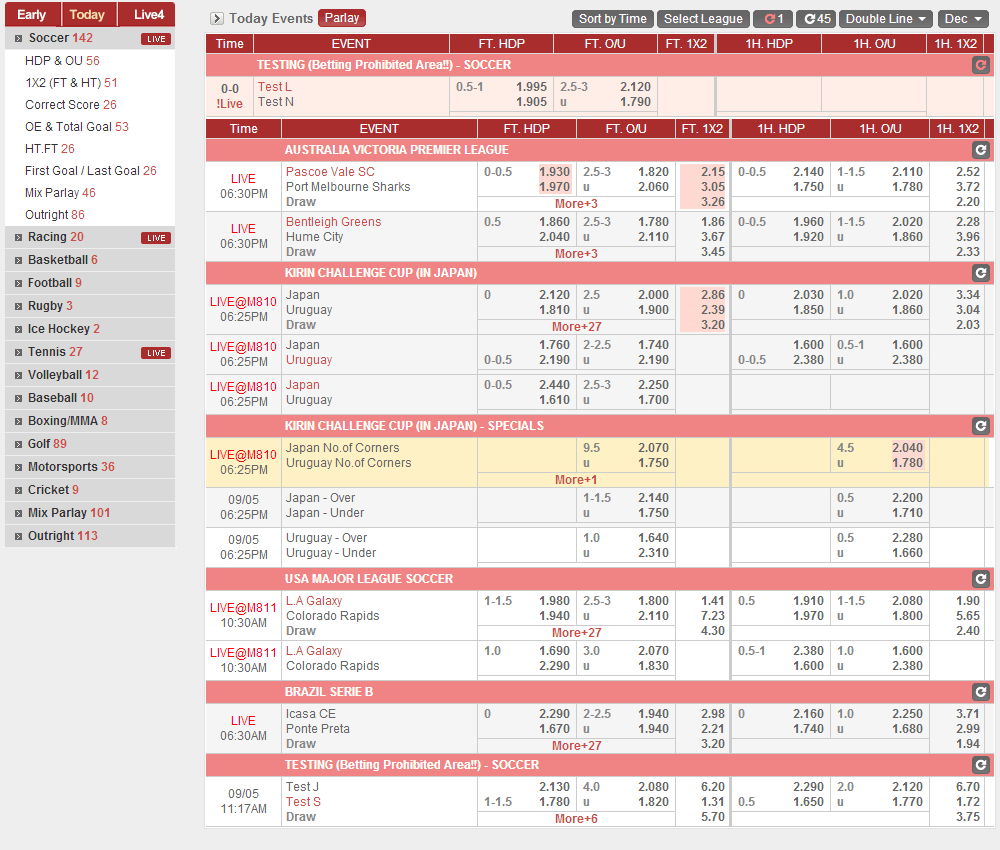 Early Today Live4
Soccer 142 LIVE
HDP & OU 56
1X2 (FT & HT) 51
Correct Score 26
OE & Total Goal 53
HT.FT 26
First Goal / Last Goal 26
Mix Parlay 46
Outright 86
Racing 20 LIVE
Basketball 6
Football 9
Rugby 3
Ice Hockey 2
Tennis 27 LIVE
Volleyball 12
Baseball 10
Boxing/MMA 8
Golf 89
Motorsports 36
Cricket 9
Mix Parlay 101
Outright 113
Today Events Parlay Sort by Time Select League 1 45 Double Line Dec
Time EVENT FT. HDP FT. O/U FT. 1X2 1H. HDP 1H. O/U 1H. 1X2
TESTING (Betting Prohibited Area!!) - SOCCER
0-0 Test L 0.5-1 1.995 2.5-3 2.120
!Live Test N 1.905 u 1.790
Time EVENT FT. HDP FT. O/U FT. 1X2 1H. HDP 1H. O/U 1H. 1X2
AUSTRALIA VICTORIA PREMIER LEAGUE
LIVE Pascoe Vale SC 0-0.5 1.930 2.5-3 1.820 2.15 0-0.5 2.140 1-1.5 2.110 2.52
06:30PM Port Melbourne Sharks 1.970 u 2.060 3.05 1.750 u 1.780 3.72
Draw More+3 3.26 2.20
LIVE Bentleigh Greens 0.5 1.860 2.5-3 1.780 1.86 0-0.5 1.960 1-1.5 2.020 2.28
06:30PM Hume City 2.040 u 2.110 3.67 1.920 u 1.860 3.96
Draw More+3 3.45 2.33
KIRIN CHALLENGE CUP (IN JAPAN)
LIVE@M810 Japan 0 2.120 2.5 2.000 2.86 0 2.030 1.0 2.020 3.34
06:25PM Uruguay 1.810 u 1.900 2.39 1.850 u 1.860 3.04
Draw More+27 3.20 2.03
LIVE@M810 Japan 1.760 2-2.5 1.740 1.600 0.5-1 1.600
06:25PM Uruguay 0-0.5 2.190 u 2.190 0-0.5 2.380 u 2.380
LIVE@M810 Japan 0-0.5 2.440 2.5-3 2.250
06:25PM Uruguay 1.610 u 1.700
KIRIN CHALLENGE CUP (IN JAPAN) - SPECIALS
LIVE@M810 Japan No.of Corners 9.5 2.070 4.5 2.040
06:25PM Uruguay No.of Corners u 1.750 u 1.780
More+1
09/05 Japan - Over 1-1.5 2.140 0.5 2.200
06:25PM Japan - Under u 1.750 u 1.710
09/05 Uruguay - Over 1.0 1.640 0.5 2.280
06:25PM Uruguay - Under u 2.310 u 1.660
USA MAJOR LEAGUE SOCCER
LIVE@M811 L.A Galaxy 1-1.5 1.980 2.5-3 1.800 1.41 0.5 1.910 1-1.5 2.080 1.90
10:30AM Colorado Rapids 1.940 u 2.110 7.23 1.970 u 1.800 5.65
Draw More+27 4.30 2.40
LIVE@M811 L.A Galaxy 1.0 1.690 3.0 2.070 0.5-1 2.380 1.0 1.600
10:30AM Colorado Rapids 2.290 u 1.830 1.600 u 2.380
BRAZIL SERIE B
LIVE Icasa CE 0 2.290 2-2.5 1.940 2.98 0 2.160 1.0 2.250 3.71
06:30AM Ponte Preta 1.670 u 1.940 2.21 1.740 u 1.680 2.99
Draw More+27 3.20 1.94
TESTING (Betting Prohibited Area!!) - SOCCER
09/05 Test J 2.130 4.0 2.080 6.20 2.290 2.0 2.120 6.70
11:17AM Test S 1-1.5 1.780 u 1.820 1.31 0.5 1.650 u 1.770 1.72
Draw More+6 5.70 3.75